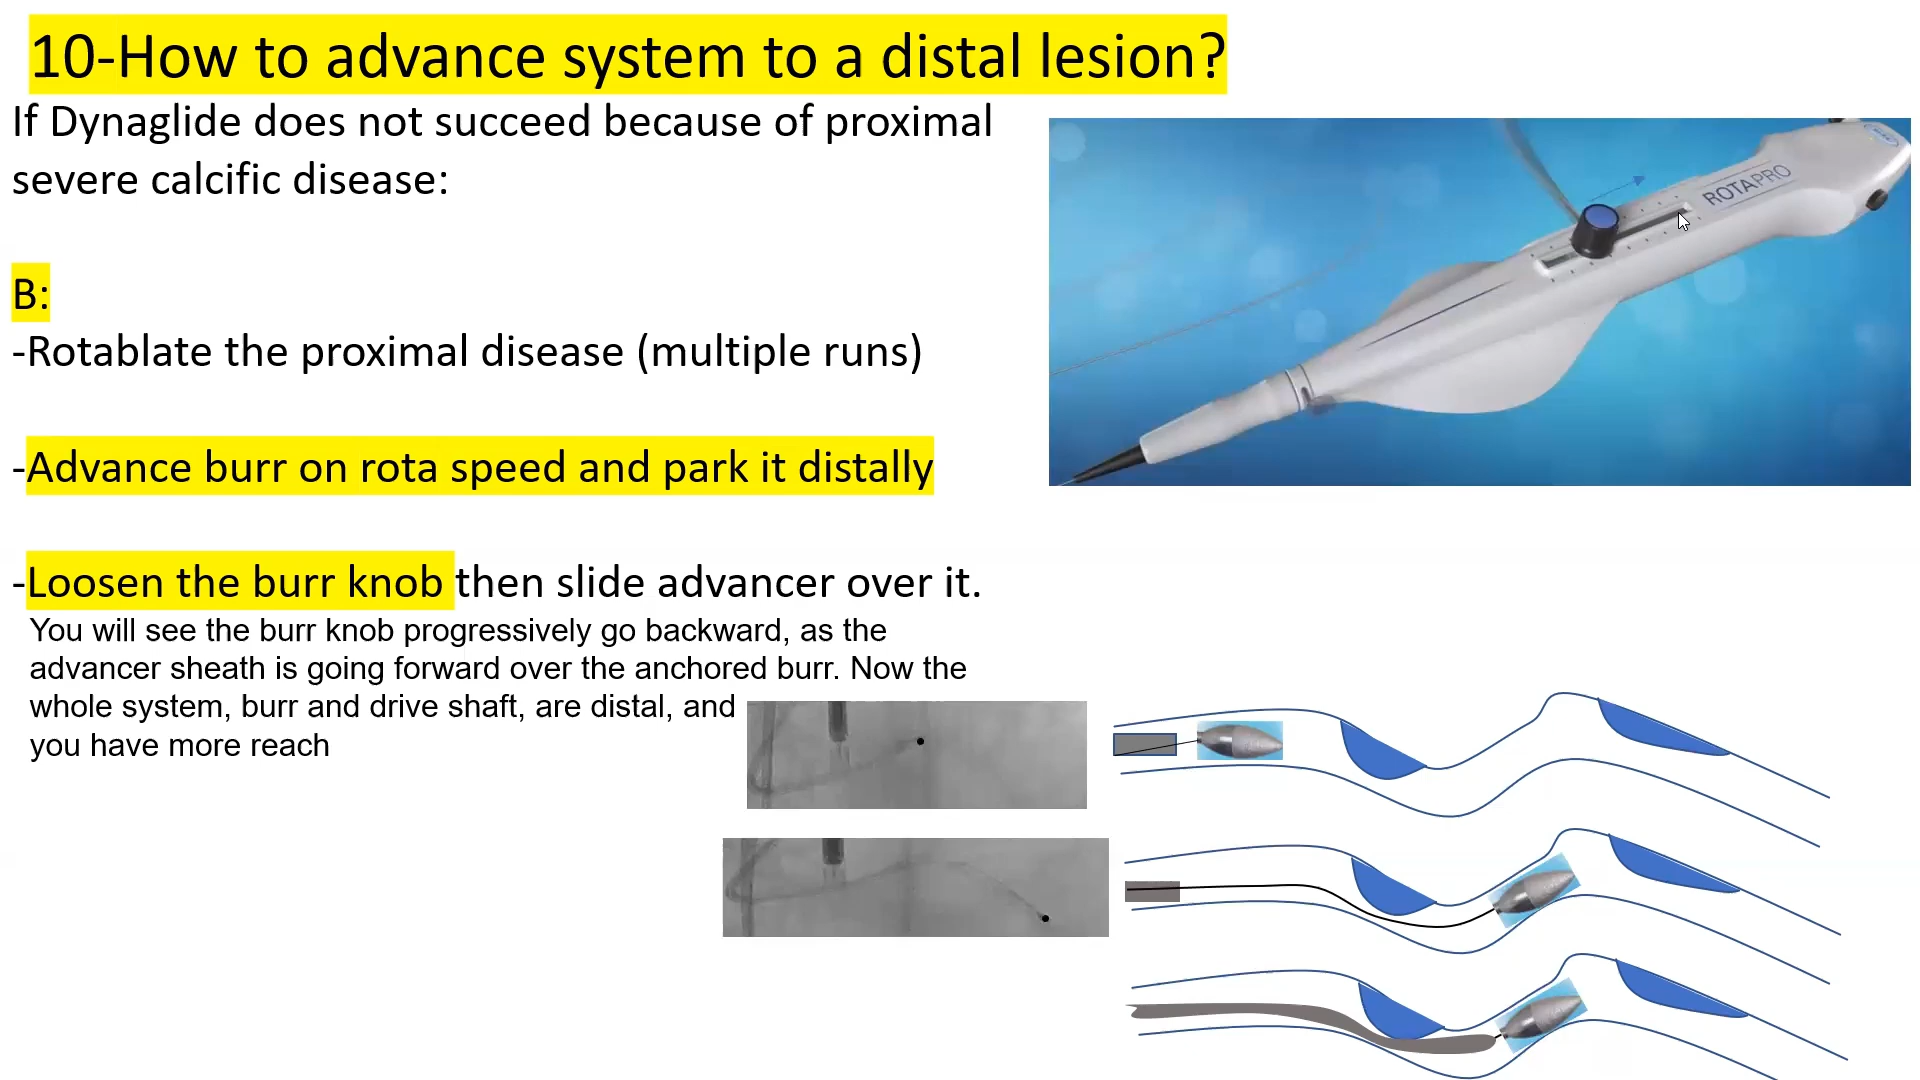 10-How to advance system to a distal lesion?
If Dynaglide does not succeed because of proximal
severe calcific disease:
B:
-Rotablate the proximal disease (multiple runs)
-Advance burr on rota speed and park it distally
-Loosen the burr knob then slide advancer over it.
You will see the burr knob progressively go backward, as the
advancer sheath is going forward over the anchored burr. Now the
whole system, burr and drive shaft, are distal, and
you have more reach
ROTAPRO